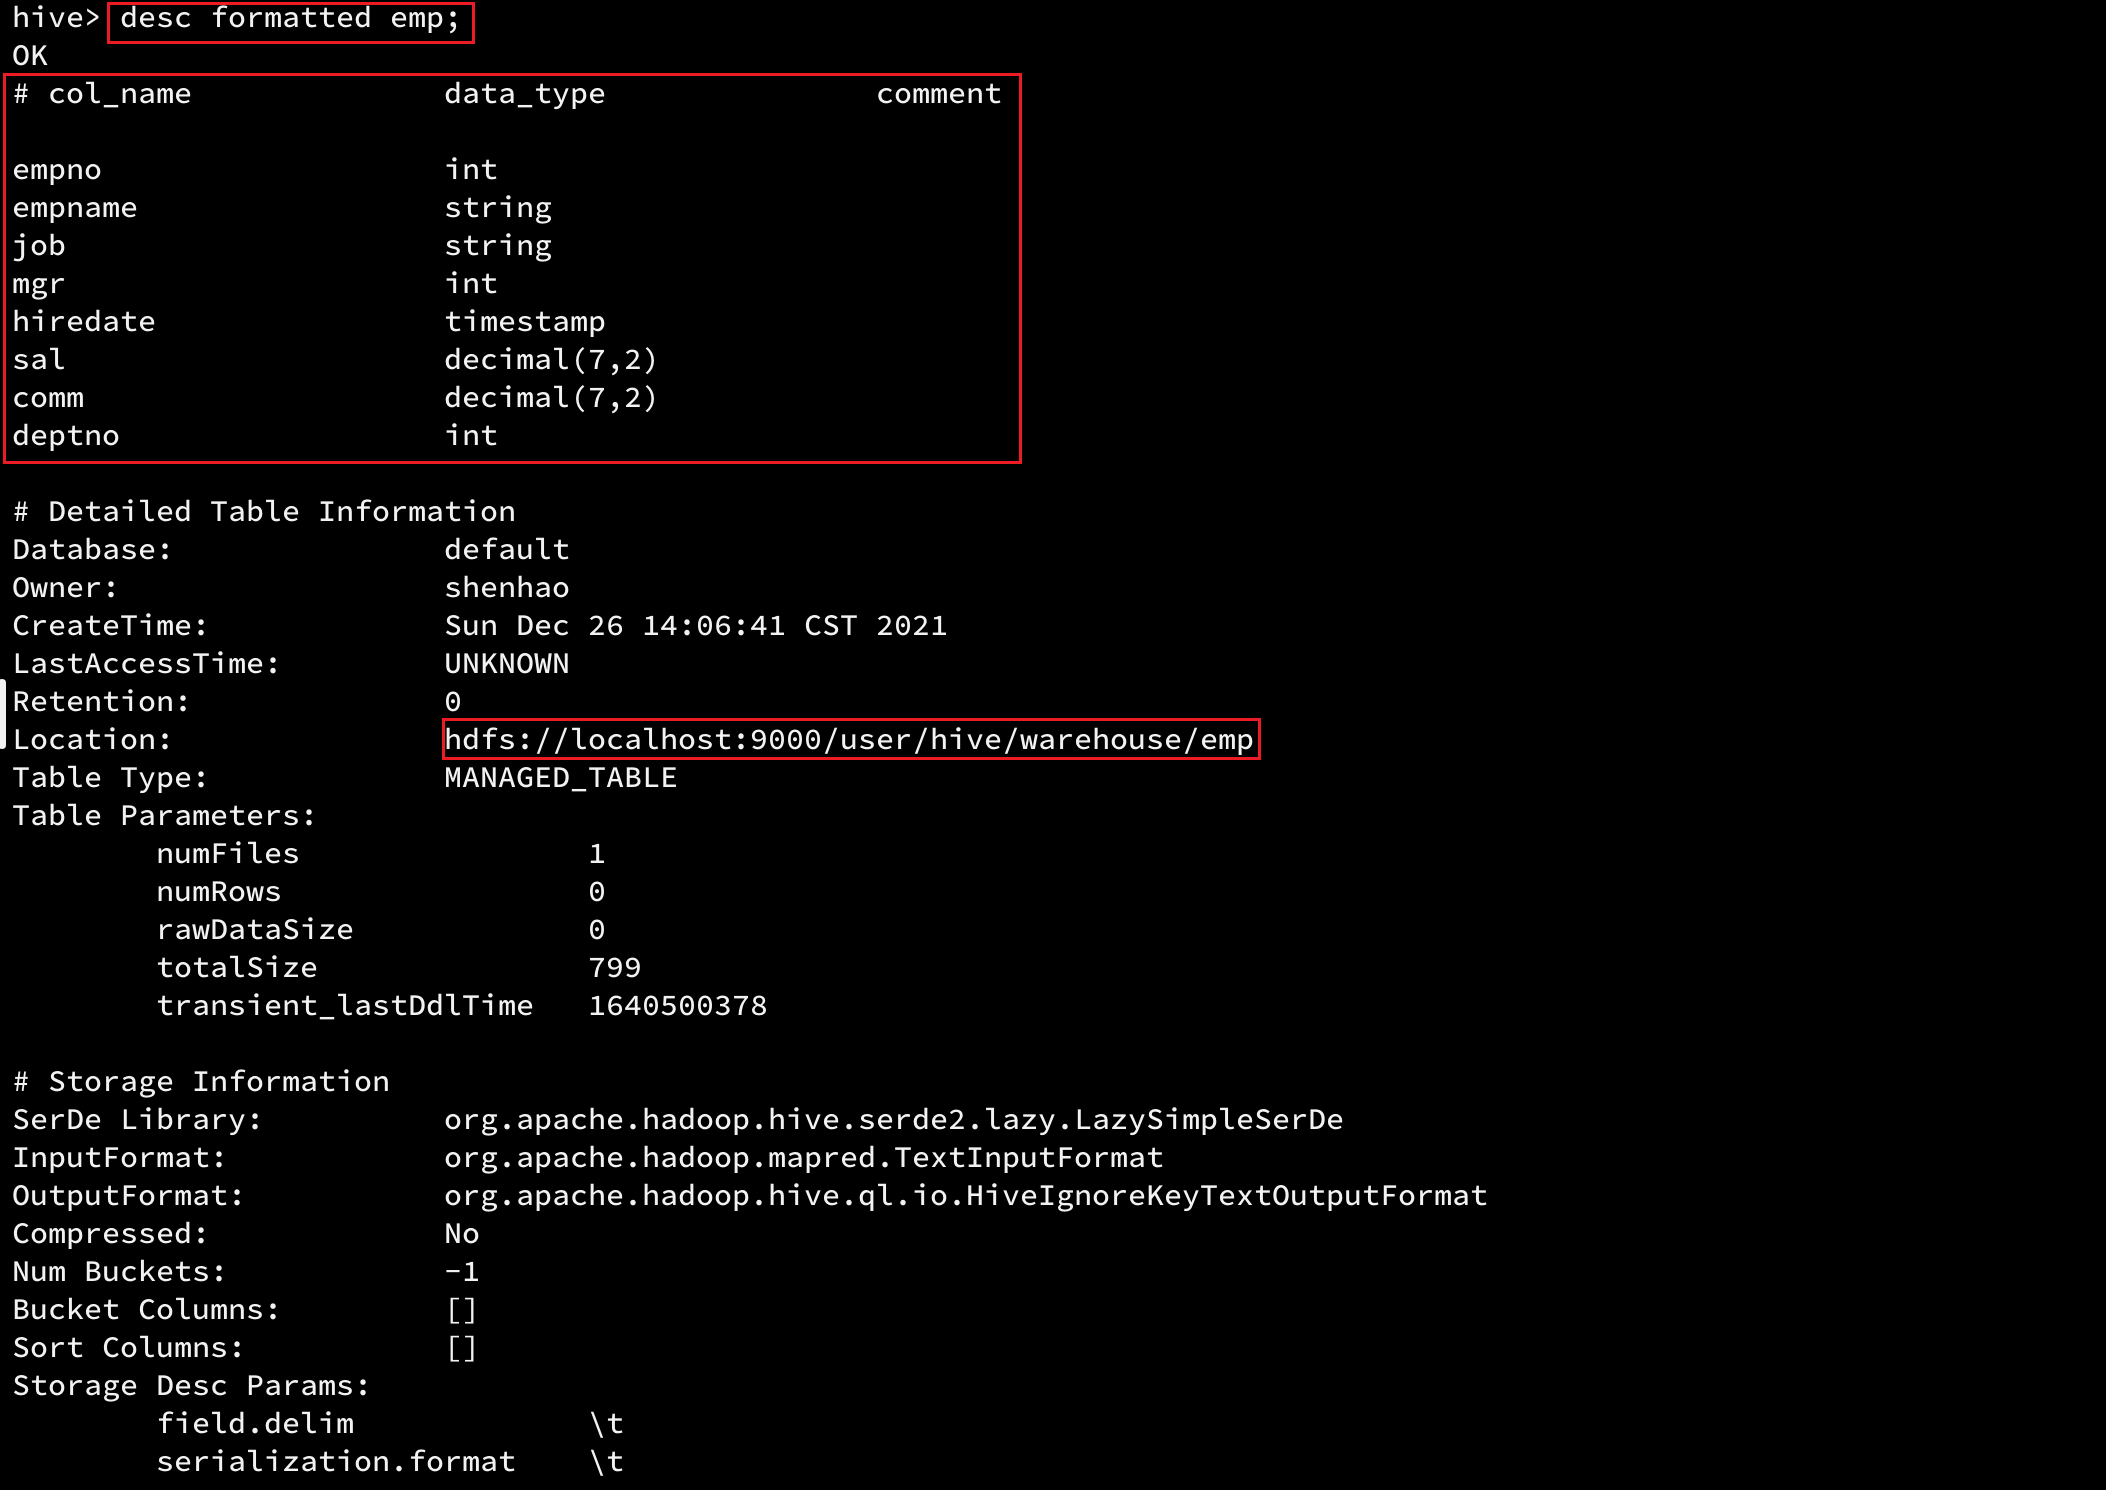 hive> desc formatted emp;
OK
# col_name data_type comment
empno int
empname string
job string
mgr int
hiredate timestamp
sal decimal(7,2)
comm decimal(7,2)
deptno int
# Detailed Table Information
Database: default
Owner: shenhao
CreateTime: Sun Dec 26 14:06:41 CST 2021
LastAccessTime: UNKNOWN
Retention: 0
Location: hdfs://localhost:9000/user/hive/warehouse/emp
Table Type: MANAGED_TABLE
Table Parameters:
numFiles 1
numRows 0
rawDataSize 0
totalSize 799
transient_lastDdlTime 1640500378
# Storage Information
SerDe Library: org.apache.hadoop.hive.serde2.lazy.LazySimpleSerDe
InputFormat: org.apache.hadoop.mapred.TextInputFormat
OutputFormat: org.apache.hadoop.hive.ql.io.HiveIgnoreKeyTextOutputFormat
Compressed: No
Num Buckets: -1
Bucket Columns: []
Sort Columns: []
Storage Desc Params:
field.delim \t
serialization.format \t